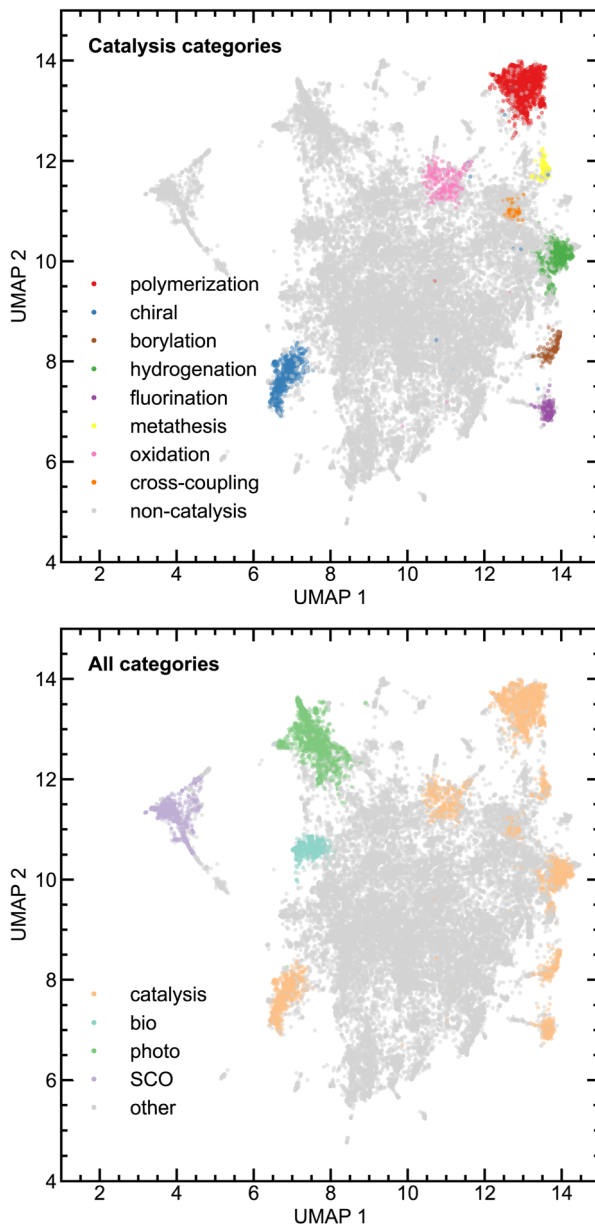 Catalysis categories
14
12
10
8
6
4
UMAP 2
polymerization
chiral
borylation
hydrogenation
fluorination
metathesis
oxidation
cross-coupling
non-catalysis
2 4 6 8 10 12 14
UMAP 1
All categories
14
12
10
8
6
4
UMAP 2
catalysis
bio
photo
SCO
other
2 4 6 8 10 12 14
UMAP 1